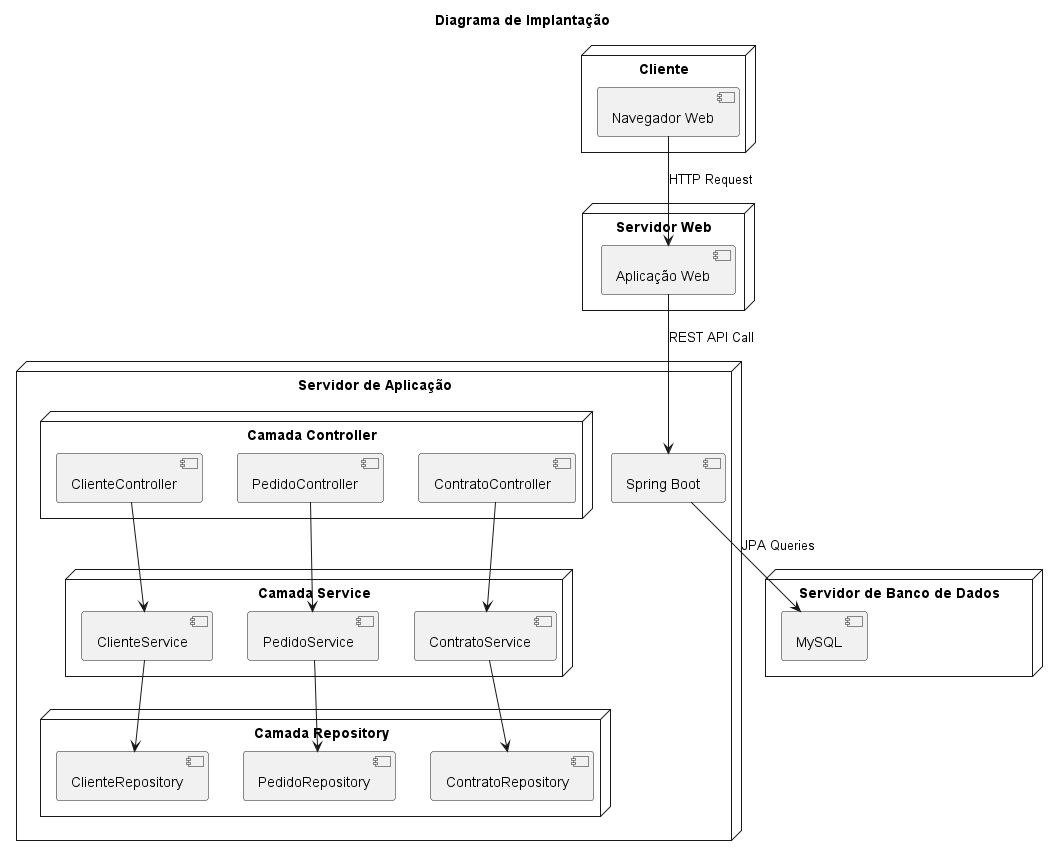 Diagrama de Implantação
Cliente
Navegador Web
HTTP Request
Servidor Web
Aplicação Web
REST API Call
Servidor de Aplicação
Camada Controller
ClienteController
PedidoController
ContratoController
Spring Boot
JPA Queries
Camada Service
ClienteService
PedidoService
ContratoService
Servidor de Banco de Dados
MySQL
Camada Repository
ClienteRepository
PedidoRepository
ContratoRepository